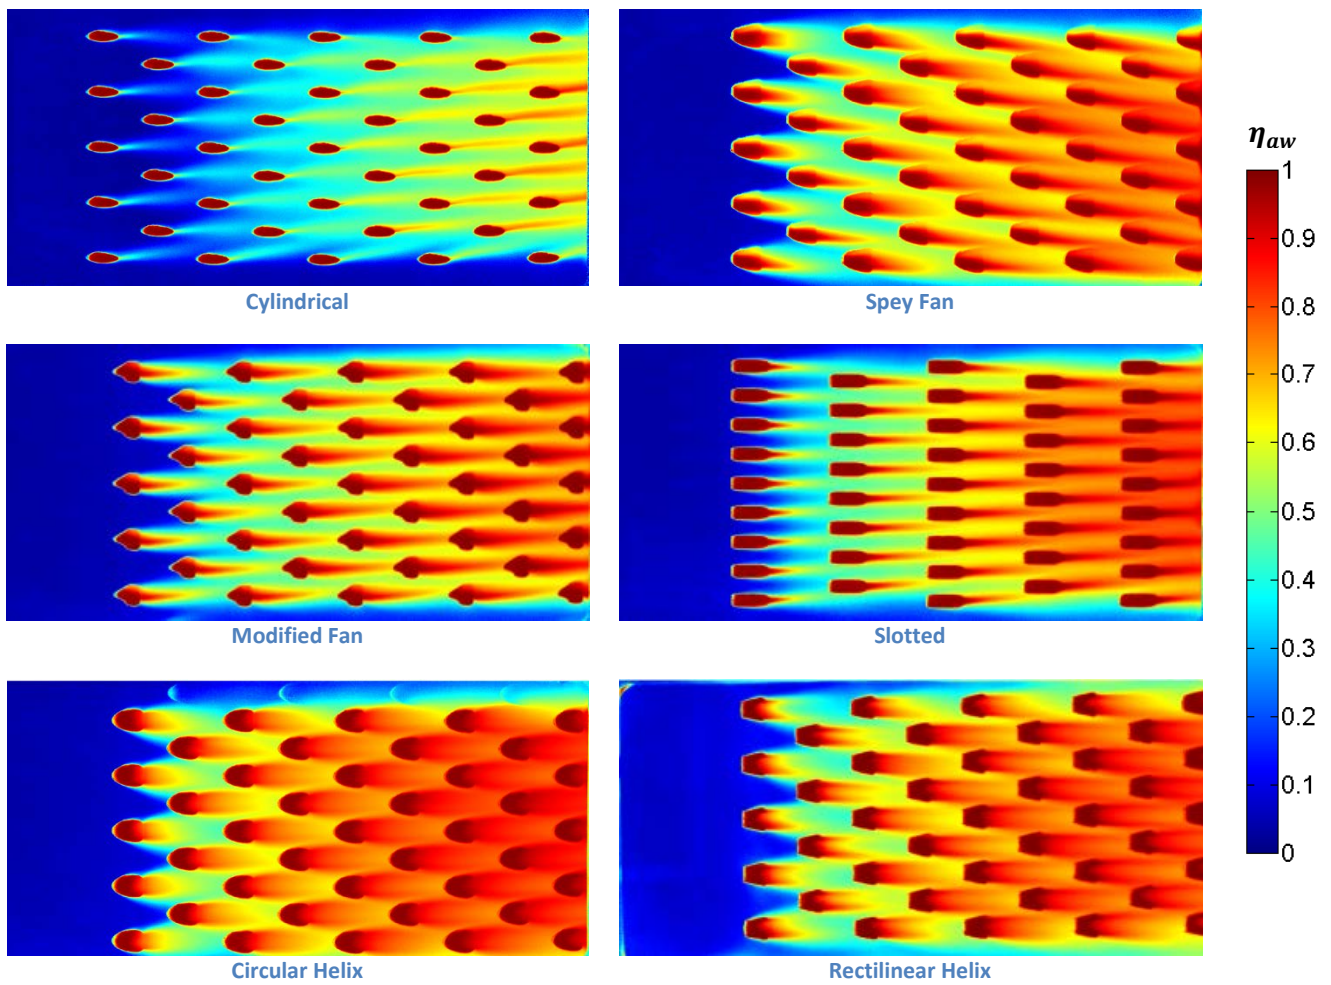 Cylindrical
Spey Fan
Modified Fan
Slotted
Circular Helix
Rectilinear Helix
η_aw
1
0.9
0.8
0.7
0.6
0.5
0.4
0.3
0.2
0.1
0